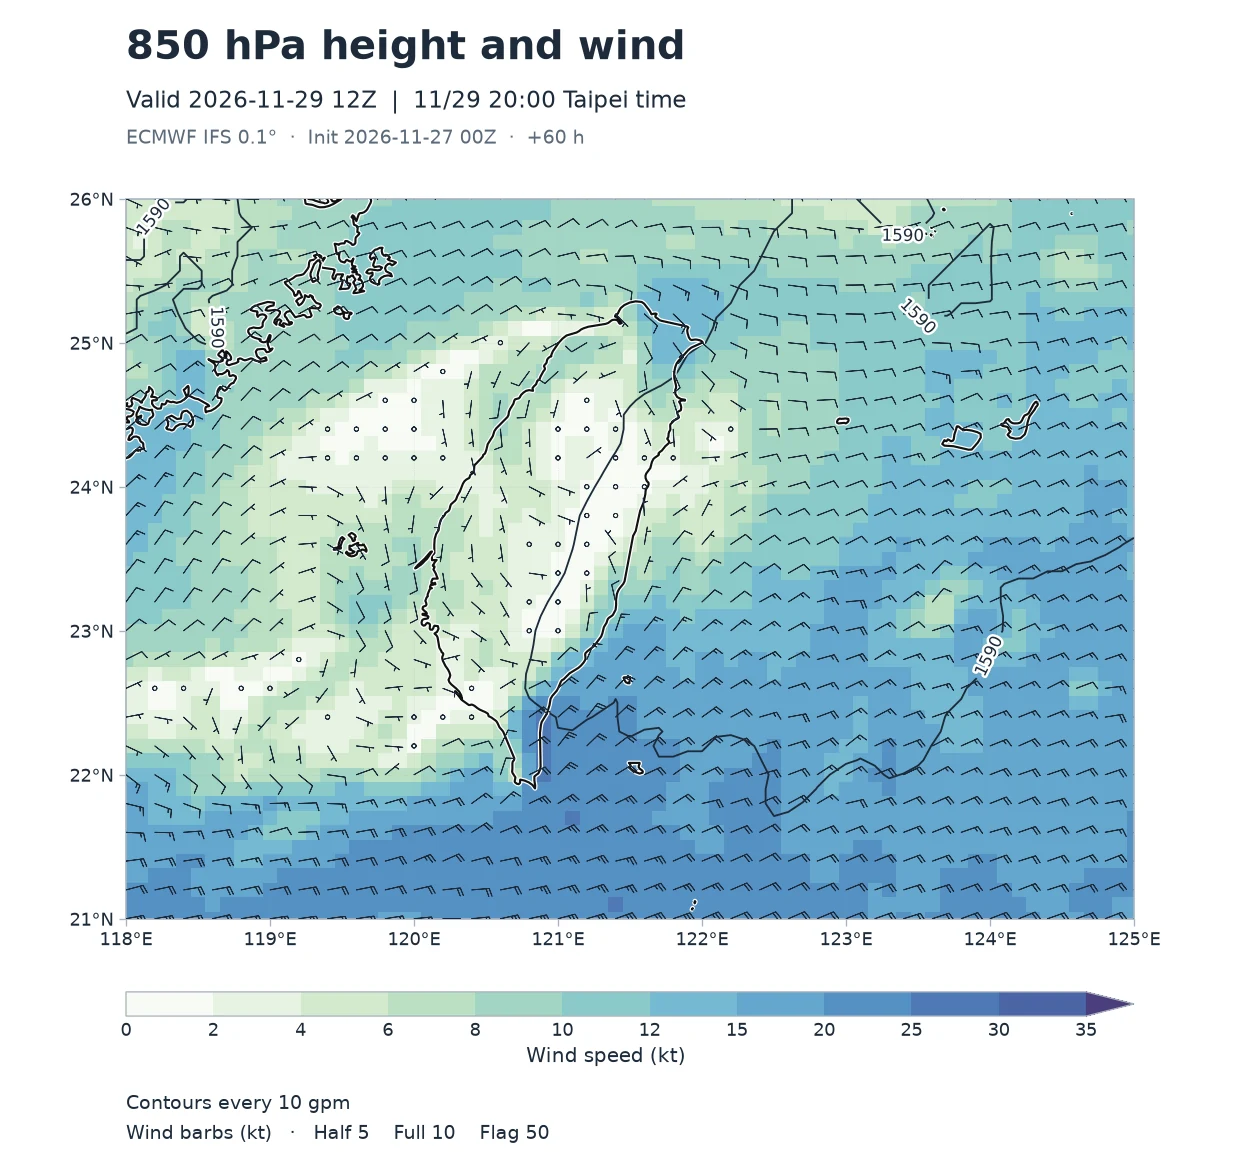 850 hPa height and wind
Valid 2026-11-29 12Z | 11/29 20:00 Taipei time
ECMWF IFS 0.1° · Init 2026-11-27 00Z · +60 h
26°N
1590
1590
1590
1590
25°N
24°N
23°N
1590
22°N
21°N
118°E 119°E 120°E 121°E 122°E 123°E 124°E 125°E
0 2 4 6 8 10 12 15 20 25 30 35
Wind speed (kt)
Contours every 10 gpm
Wind barbs (kt) · Half 5 Full 10 Flag 50